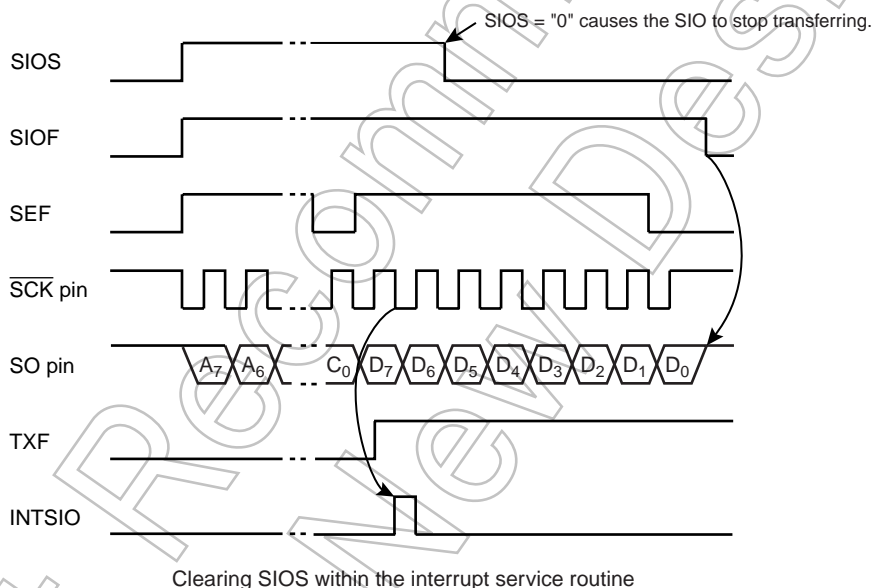 SIOS = "0" causes the SIO to stop transferring.
SIOS
SIOF
SEF
SCK pin
SO pin
A7 A6 C0 D7 D6 D5 D4 D3 D2 D1 D0
TXF
INTSIO
Clearing SIOS within the interrupt service routine